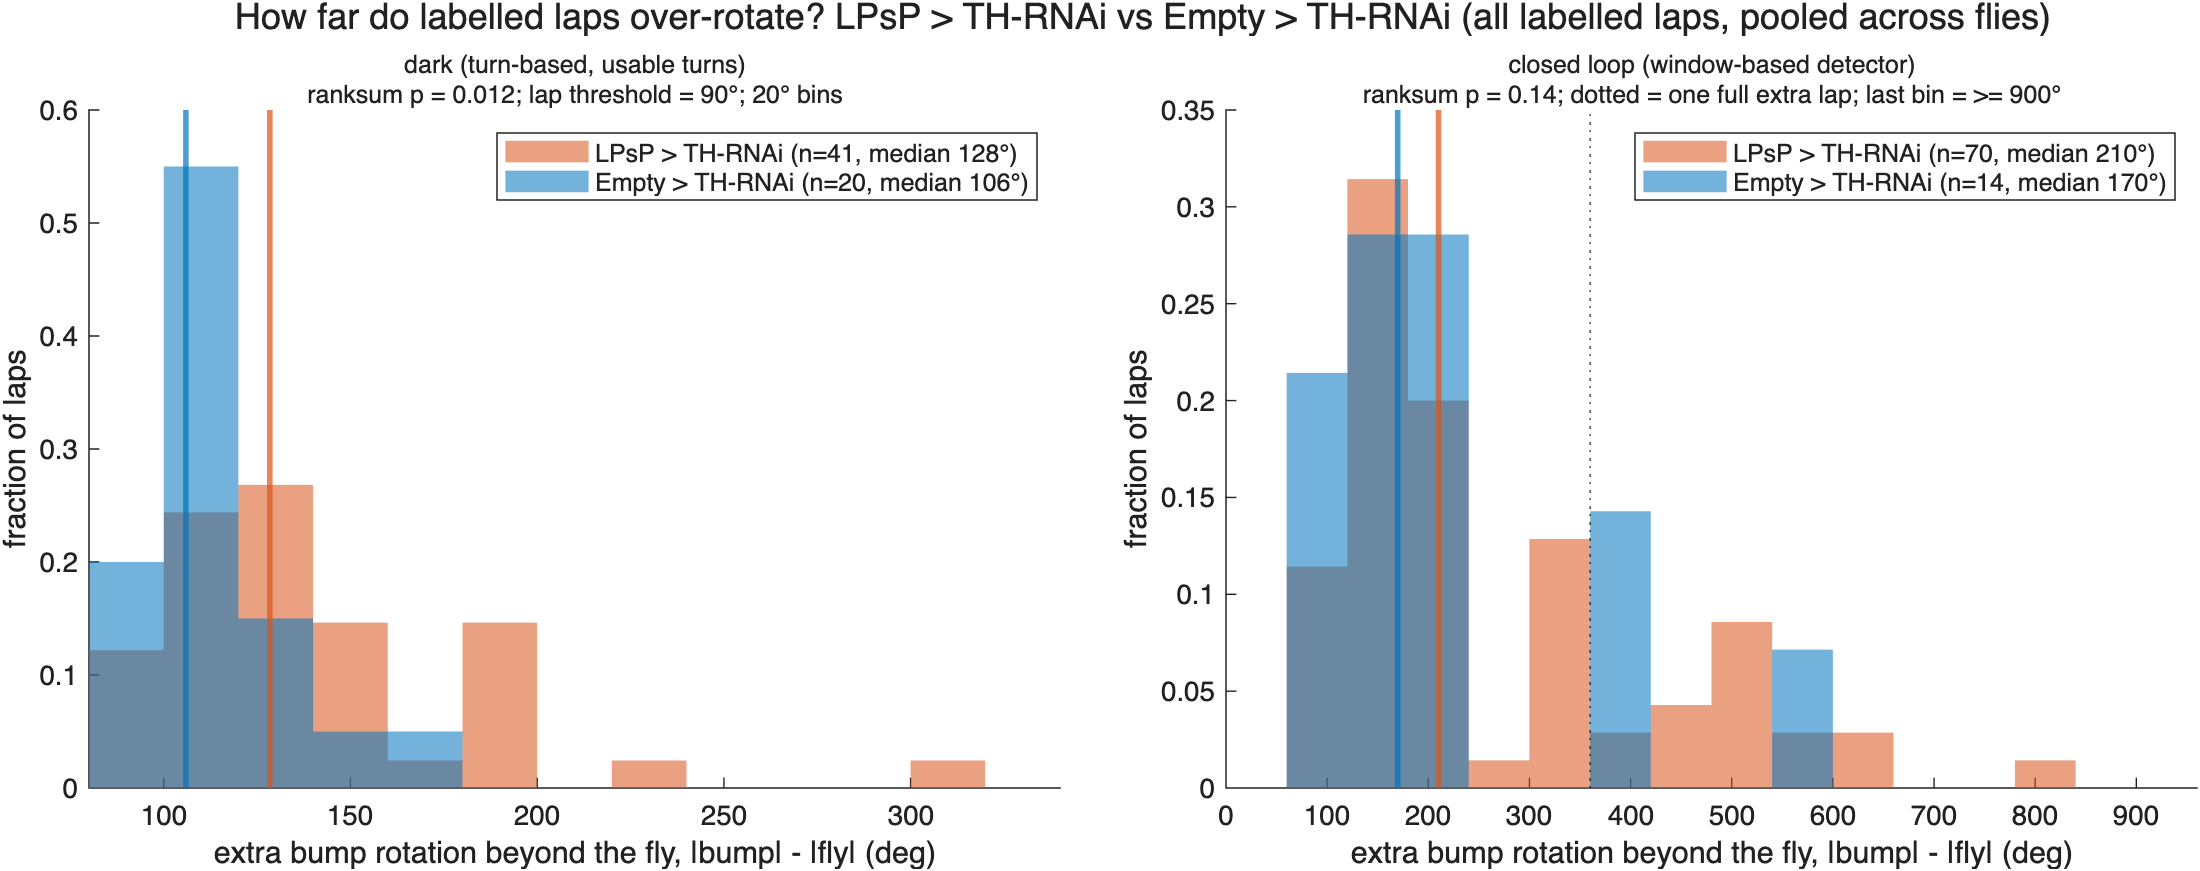 How far do labelled laps over-rotate? LPsP > TH-RNAi vs Empty > TH-RNAi (all labelled laps, pooled across flies)
dark (turn-based, usable turns)
ranksum p = 0.012; lap threshold = 90°; 20° bins
LPsP > TH-RNAi (n=41, median 128°)
Empty > TH-RNAi (n=20, median 106°)
fraction of laps
0.6
0.5
0.4
0.3
0.2
0.1
0
100
150
200
250
300
extra bump rotation beyond the fly, |bump| - |fly| (deg)
closed loop (window-based detector)
ranksum p = 0.14; dotted = one full extra lap; last bin = >= 900°
LPsP > TH-RNAi (n=70, median 210°)
Empty > TH-RNAi (n=14, median 170°)
fraction of laps
0.35
0.3
0.25
0.2
0.15
0.1
0.05
0
0
100
200
300
400
500
600
700
800
900
extra bump rotation beyond the fly, |bump| - |fly| (deg)